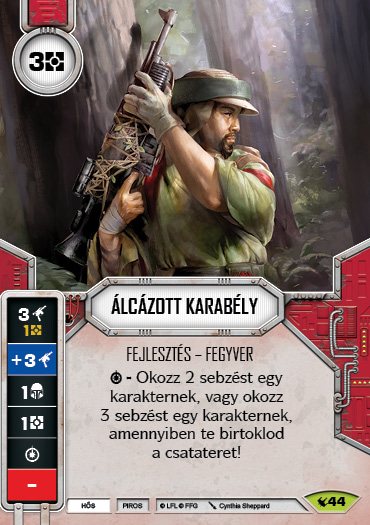 3
ÁLCÁZOTT KARABÉLY
FEJLESZTÉS – FEGYVER
- Okozz 2 sebzést egy
karakternek, vagy okozz
3 sebzést egy karakternek,
amennyiben te birtoklod
a csatateret!
3
1
+3
1
1
-
HŐS
PIROS
© LFL © FFG
Cynthia Sheppard
44